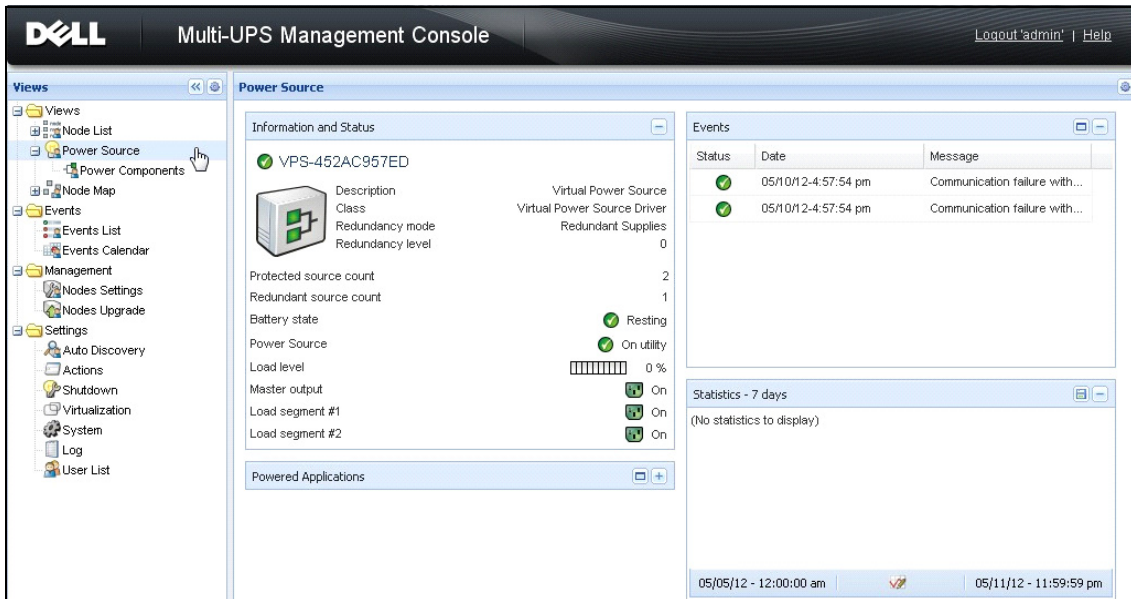 DELL
Multi-UPS Management Console
Logout 'admin' | Help
Views
Views
Node List
Power Source
Power Components
Node Map
Events
Events List
Events Calendar
Management
Nodes Settings
Nodes Upgrade
Settings
Auto Discovery
Actions
Shutdown
Virtualization
System
Log
User List
Power Source
Information and Status
VPS-452AC957ED
Description Virtual Power Source
Class Virtual Power Source Driver
Redundancy mode Redundant Supplies
Redundancy level 0
Protected source count 2
Redundant source count 1
Battery state Resting
Power Source On utility
Load level 0 %
Master output On
Load segment #1 On
Load segment #2 On
Powered Applications
Events
Status Date Message
05/10/12-4:57:54 pm Communication failure with...
05/10/12-4:57:54 pm Communication failure with...
Statistics - 7 days
(No statistics to display)
05/05/12 - 12:00:00 am 05/11/12 - 11:59:59 pm